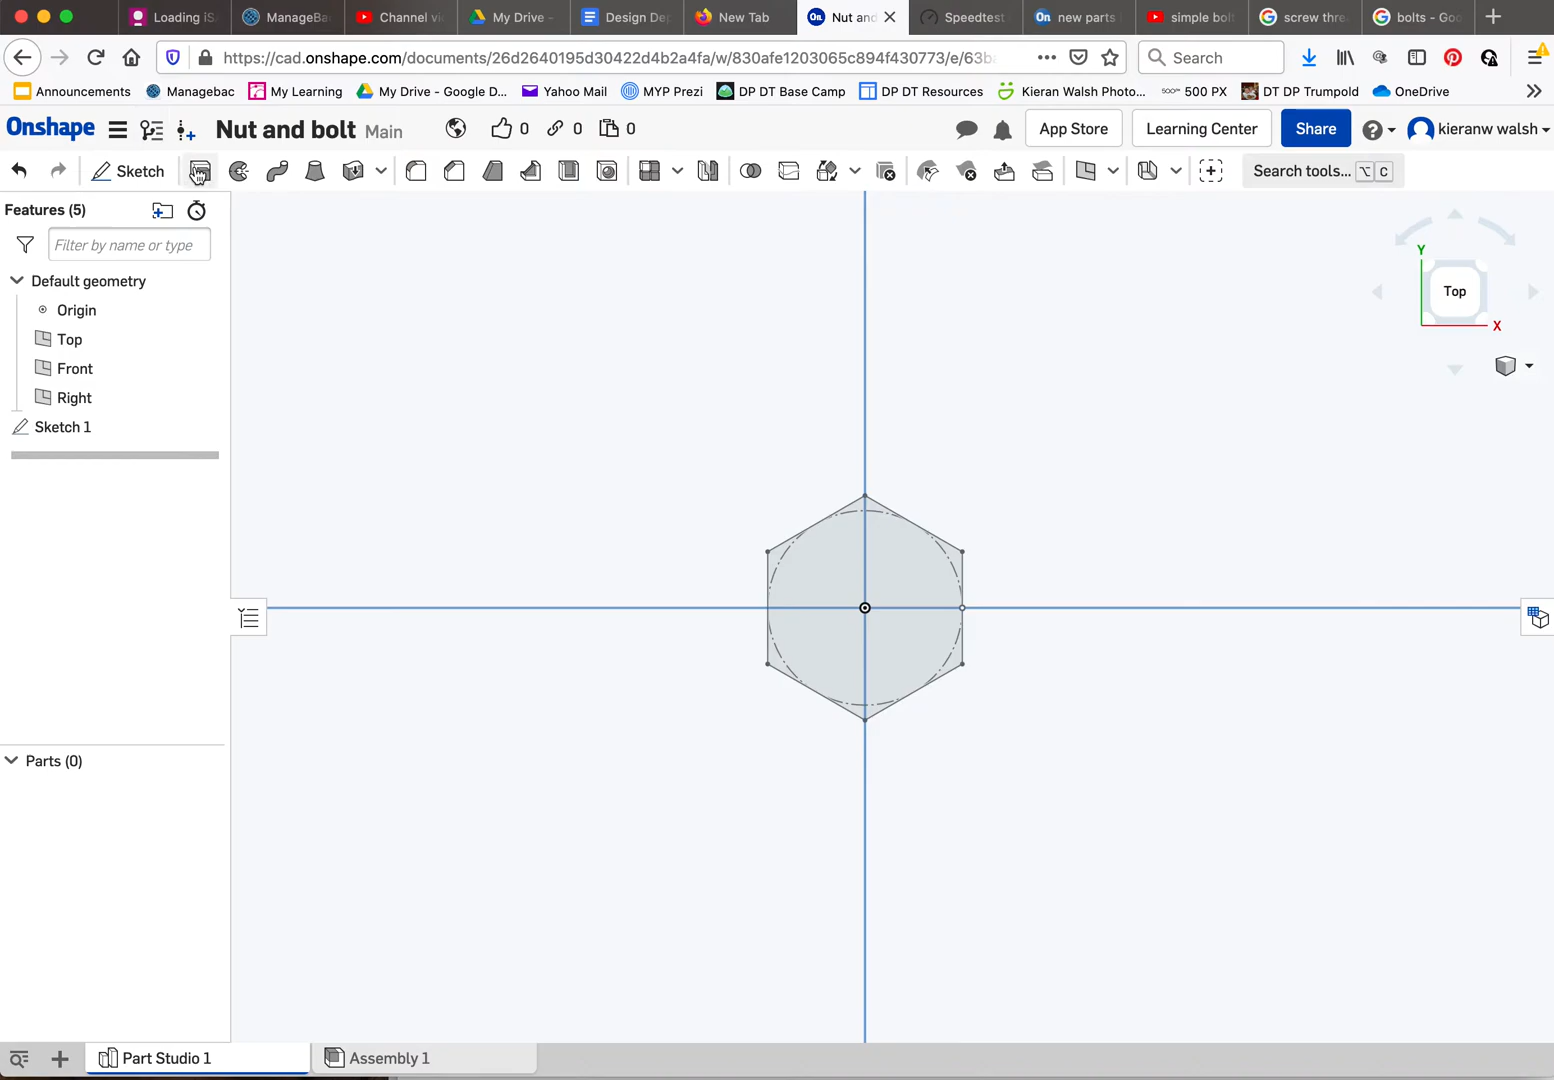 Loading iS
ManageBa
Channel vi
My Drive -
Design De
New Tab
On Nut and
Speedtest
On new parts
simple bol
screw thre
bolts - Goo
https://cad.onshape.com/documents/26d2640195d30422d4b2a4fa/w/830afe1203065c894f430773/e/63b
Search
Announcements
Managebac
My Learning
My Drive - Google D...
Yahoo Mail
MYP Prezi
DP DT Base Camp
DP DT Resources
Kieran Walsh Photo...
500 PX
DT DP Trumpold
OneDrive
Onshape
Nut and bolt Main
0
0
0
App Store
Learning Center
Share
kieranw walsh
Sketch
Search tools... ⌥ C
Features (5)
Filter by name or type
Default geometry
Origin
Top
Front
Right
Sketch 1
Y
Top
X
Parts (0)
Part Studio 1
Assembly 1